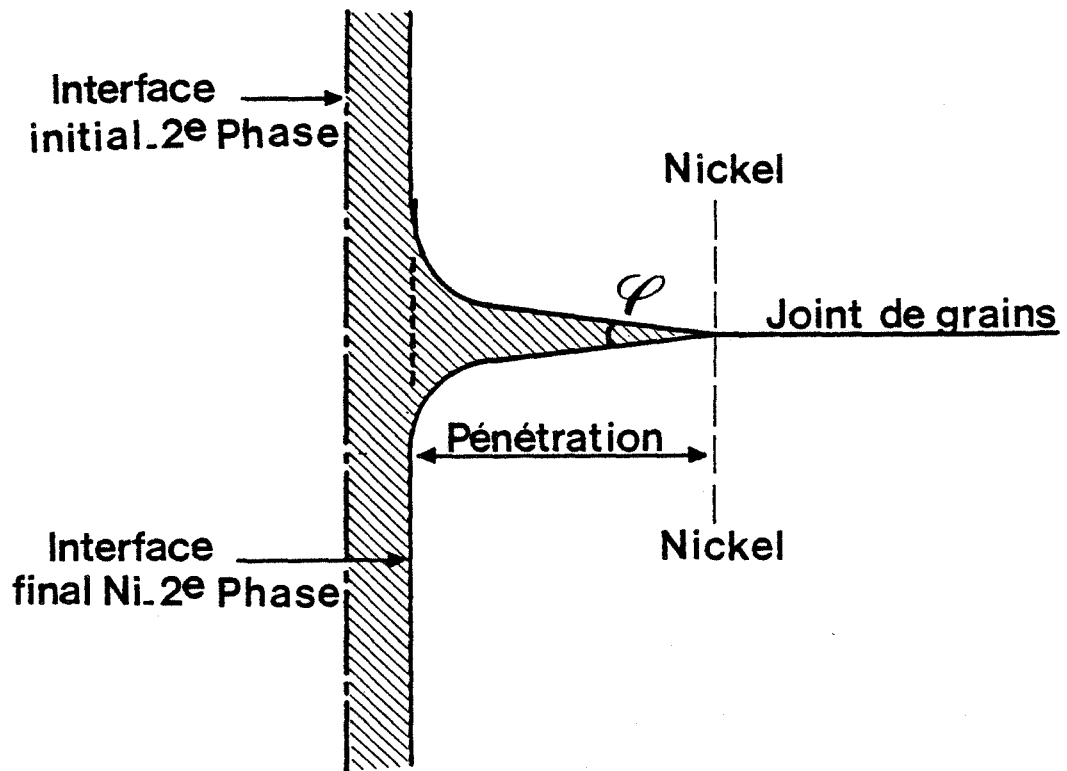 Interface
initial_2e Phase
Nickel
φ
Joint de grains
Pénétration
Interface
final Ni_2e Phase
Nickel